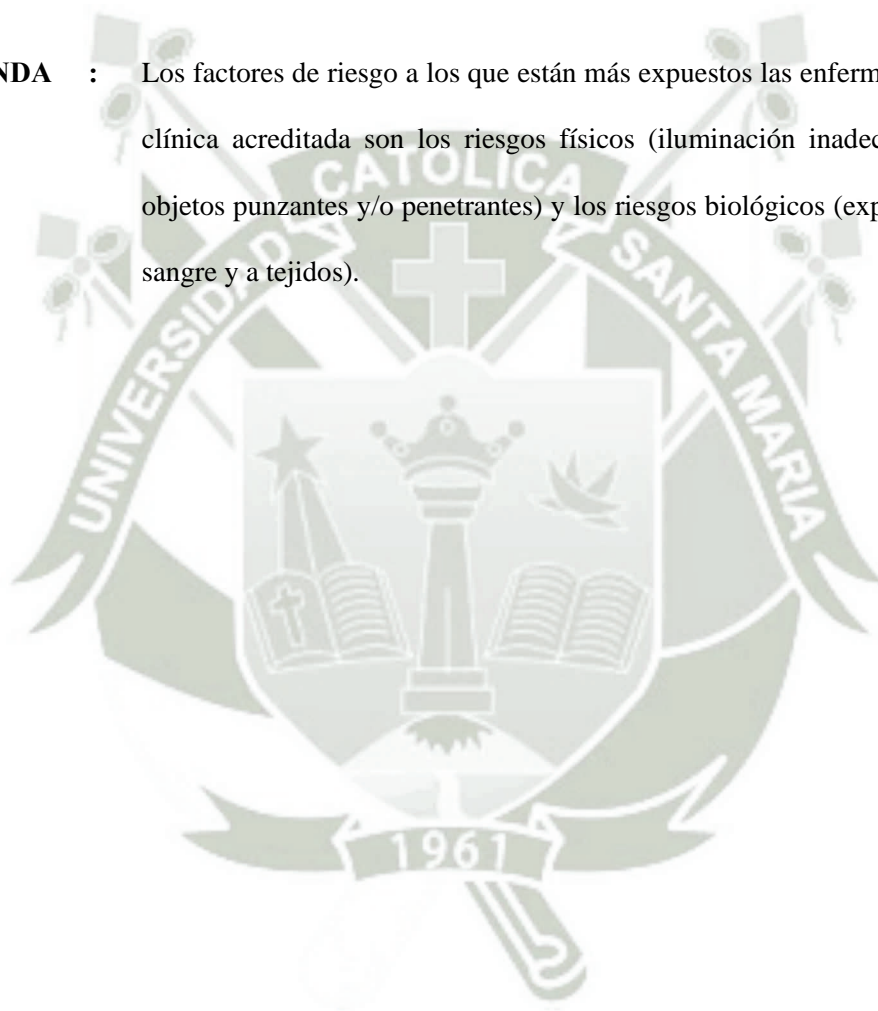 NDA : Los factores de riesgo a los que están más expuestos las enferm
clínica acreditada son los riesgos físicos (iluminación inadec
objetos punzantes y/o penetrantes) y los riesgos biológicos (exp
sangre y a tejidos).
UNIVERSIDAD CATOLICA SANTA MARIA
1961